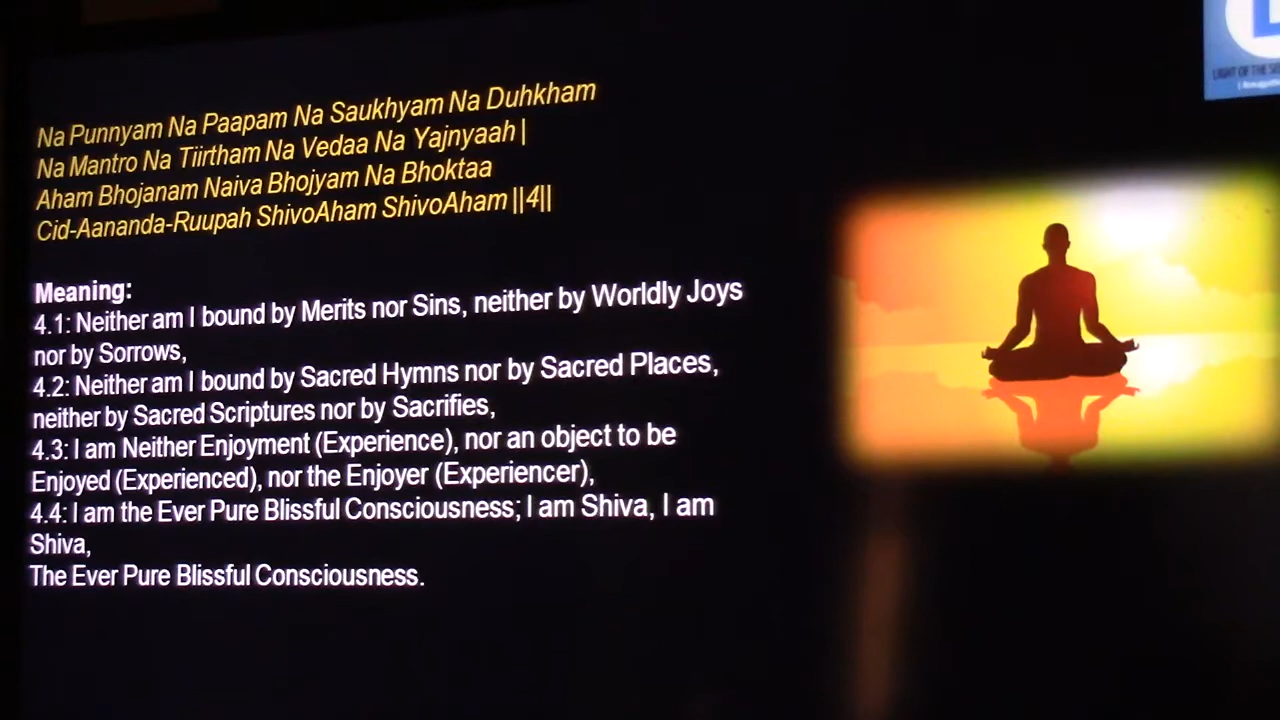 Na Punnyam Na Paapam Na Saukhyam Na Duhkham
Na Mantro Na Tiirtham Na Vedaa Na Yajnyaah |
Aham Bhojanam Naiva Bhojyam Na Bhoktaa
Cid-Aananda-Ruupah ShivoAham ShivoAham ||4||
Meaning:
4.1: Neither am I bound by Merits nor Sins, neither by Worldly Joys
nor by Sorrows,
4.2: Neither am I bound by Sacred Hymns nor by Sacred Places,
neither by Sacred Scriptures nor by Sacrifies,
4.3: I am Neither Enjoyment (Experience), nor an object to be
Enjoyed (Experienced), nor the Enjoyer (Experiencer),
4.4: I am the Ever Pure Blissful Consciousness; I am Shiva, I am
Shiva,
The Ever Pure Blissful Consciousness.
LIGHT OF THE